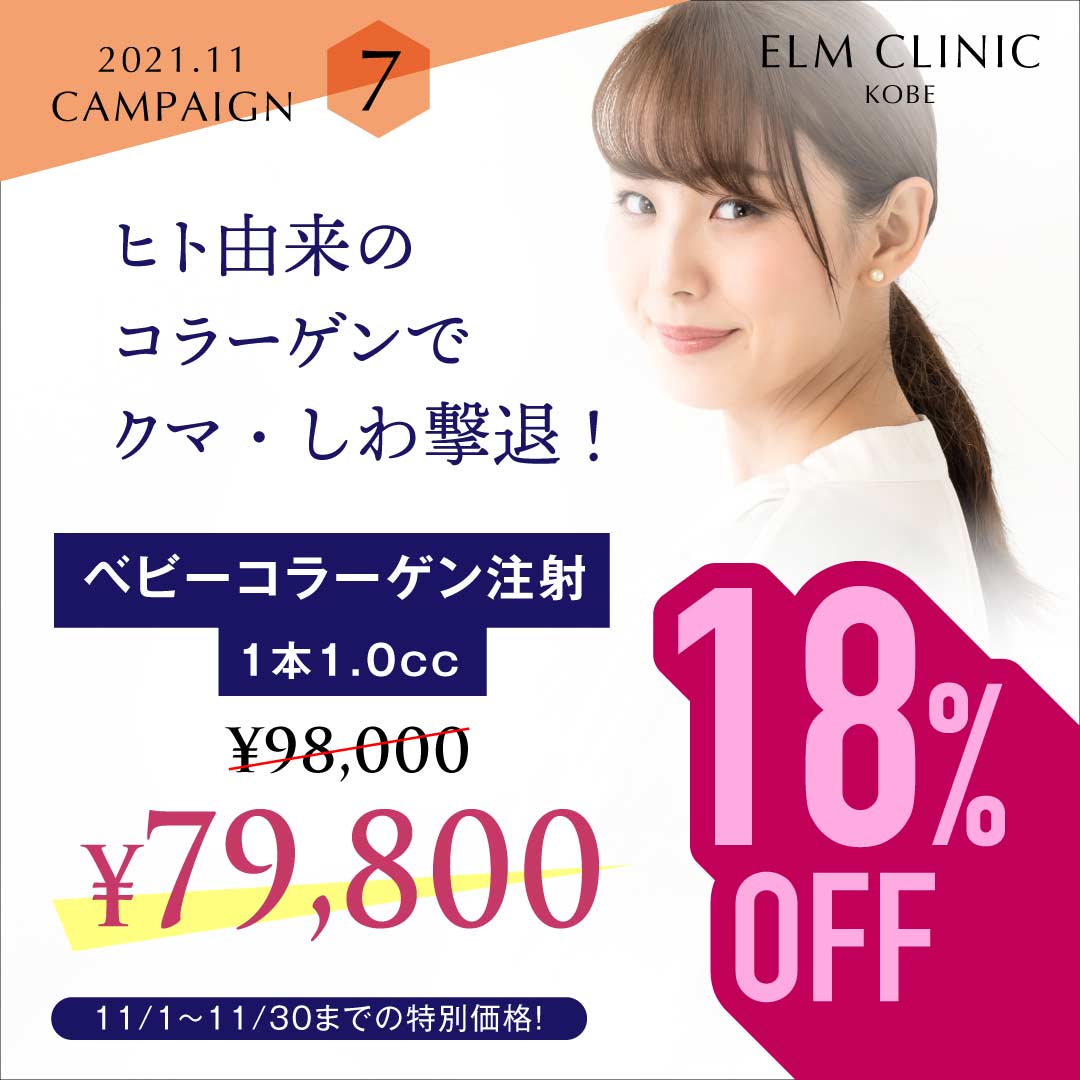 2021.11
CAMPAIGN
7
ELM CLINIC
KOBE
ヒト由来の
コラーゲンで
クマ・しわ撃退！
ベビーコラーゲン注射
1本1.0cc
¥98,000
¥79,800
18%
OFF
11/1～11/30までの特別価格!